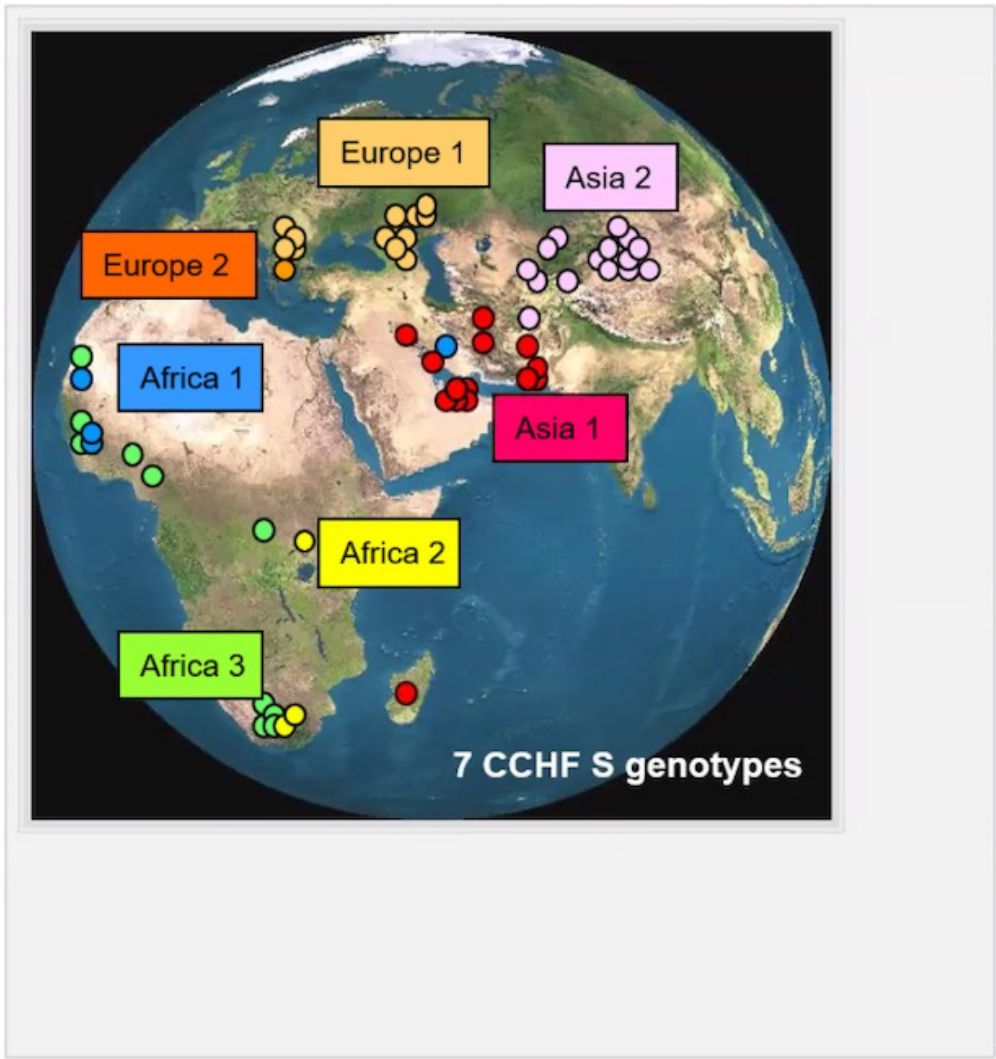 Europe 1
Asia 2
Europe 2
Africa 1
Asia 1
Africa 2
Africa 3
7 CCHF S genotypes